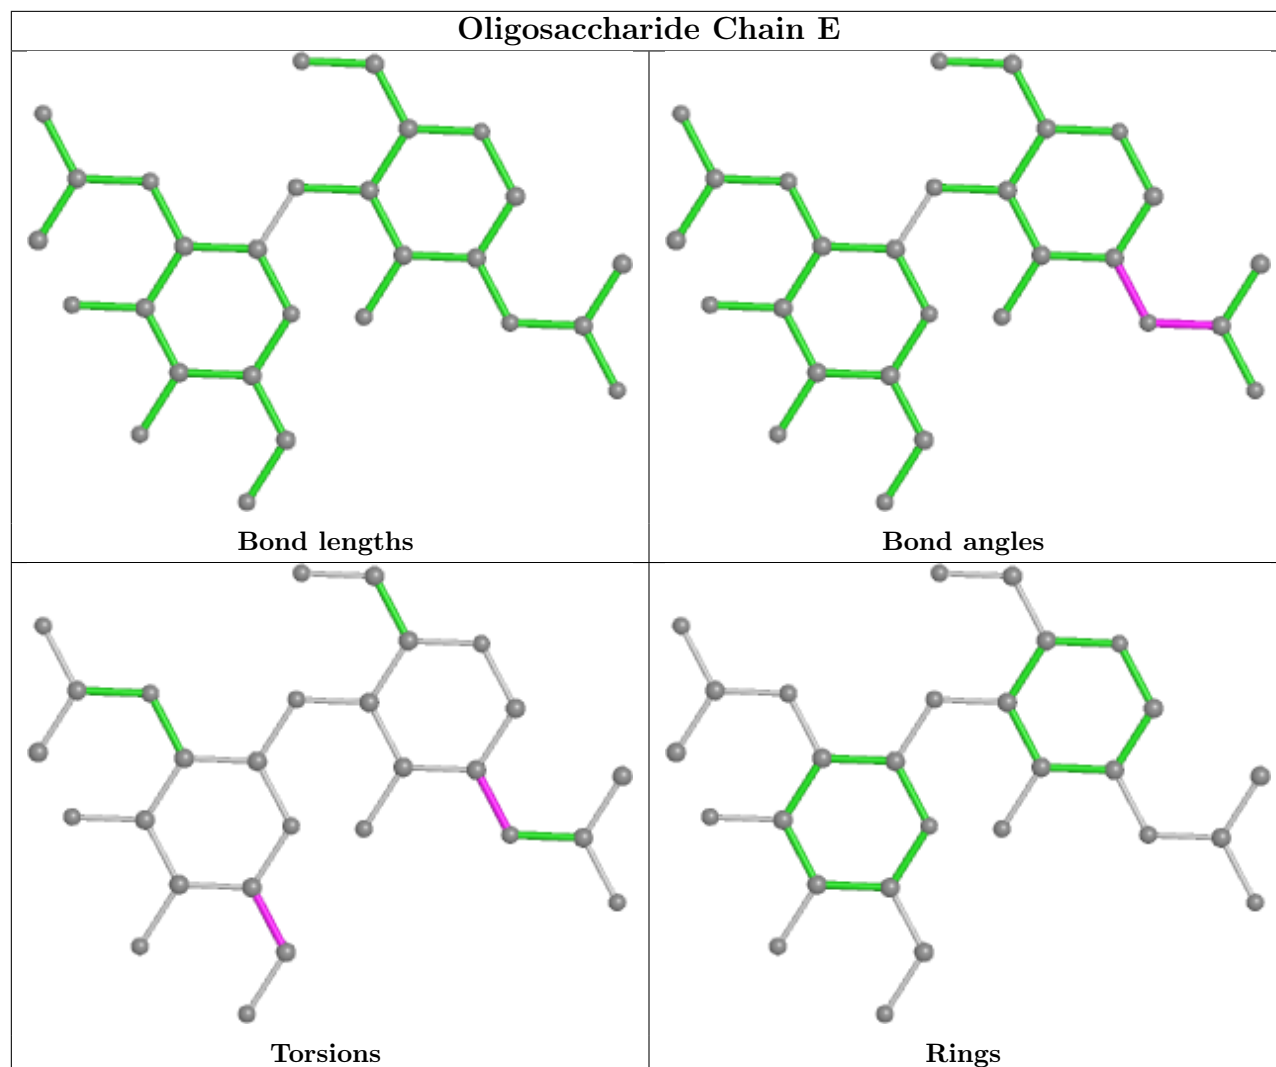 Oligosaccharide Chain E
Bond lengths
Bond angles
Torsions
Rings